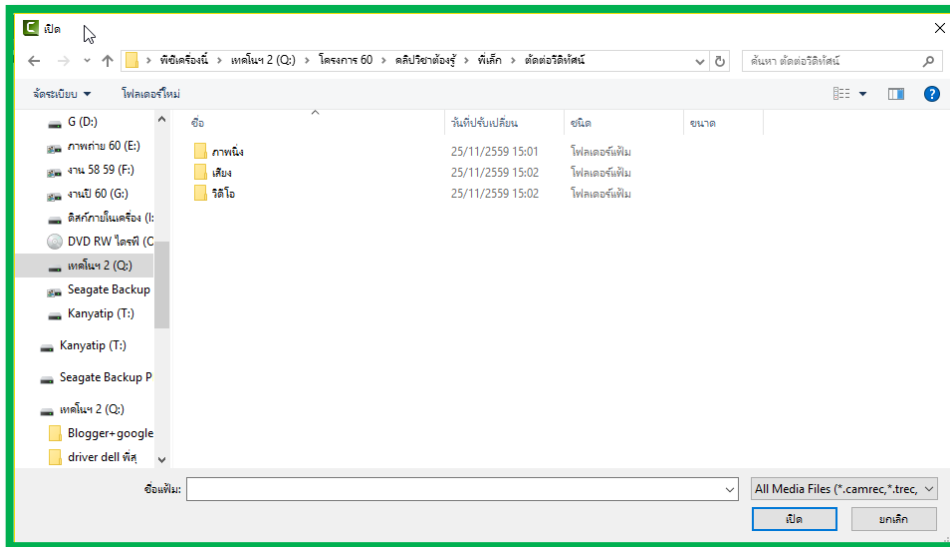 เปิด
พีซีเครื่องนี้ › เทคโนฯ 2 (Q:) › โครงการ 60 › คลิปวิชาต้องรู้ › พี่เล็ก › ตัดต่อวิดิทัศน์
ค้นหา ตัดต่อวิดิทัศน์
จัดระเบียบ
โฟลเดอร์ใหม่
ชื่อ วันที่ปรับเปลี่ยน ชนิด ขนาด
ภาพนิ่ง 25/11/2559 15:01 โฟลเดอร์แฟ้ม
เสียง 25/11/2559 15:02 โฟลเดอร์แฟ้ม
วิดิโอ 25/11/2559 15:02 โฟลเดอร์แฟ้ม
G (D:)
ภาพถ่าย 60 (E:)
งาน 58 59 (F:)
งานปี 60 (G:)
ดิสก์ภายในเครื่อง (I:
DVD RW ไดรฟ์ (
เทคโนฯ 2 (Q:)
Seagate Backup
Kanyatip (T:)
Kanyatip (T:)
Seagate Backup P
เทคโนฯ 2 (Q:)
Blogger+google
driver dell พี่สุ
ชื่อแฟ้ม:
All Media Files (*.camrec,*.trec,
เปิด
ยกเลิก